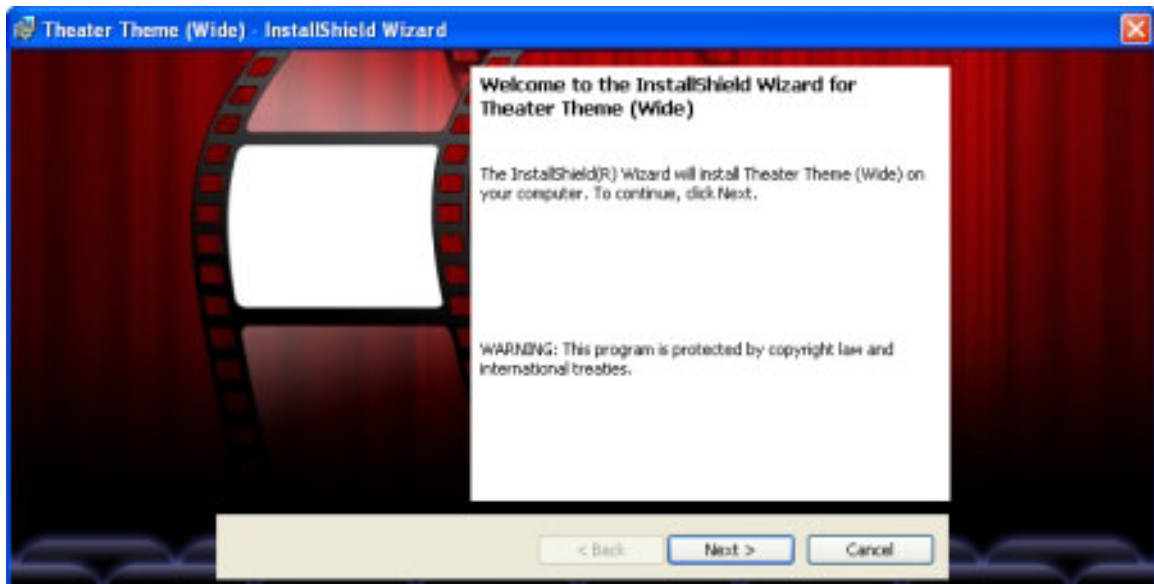 Theater Theme (Wide) - InstallShield Wizard
Welcome to the InstallShield Wizard for
Theater Theme (Wide)
The InstallShield(R) Wizard will install Theater Theme (Wide) on
your computer. To continue, click Next.
WARNING: This program is protected by copyright law and
international treaties.
< Back Next > Cancel